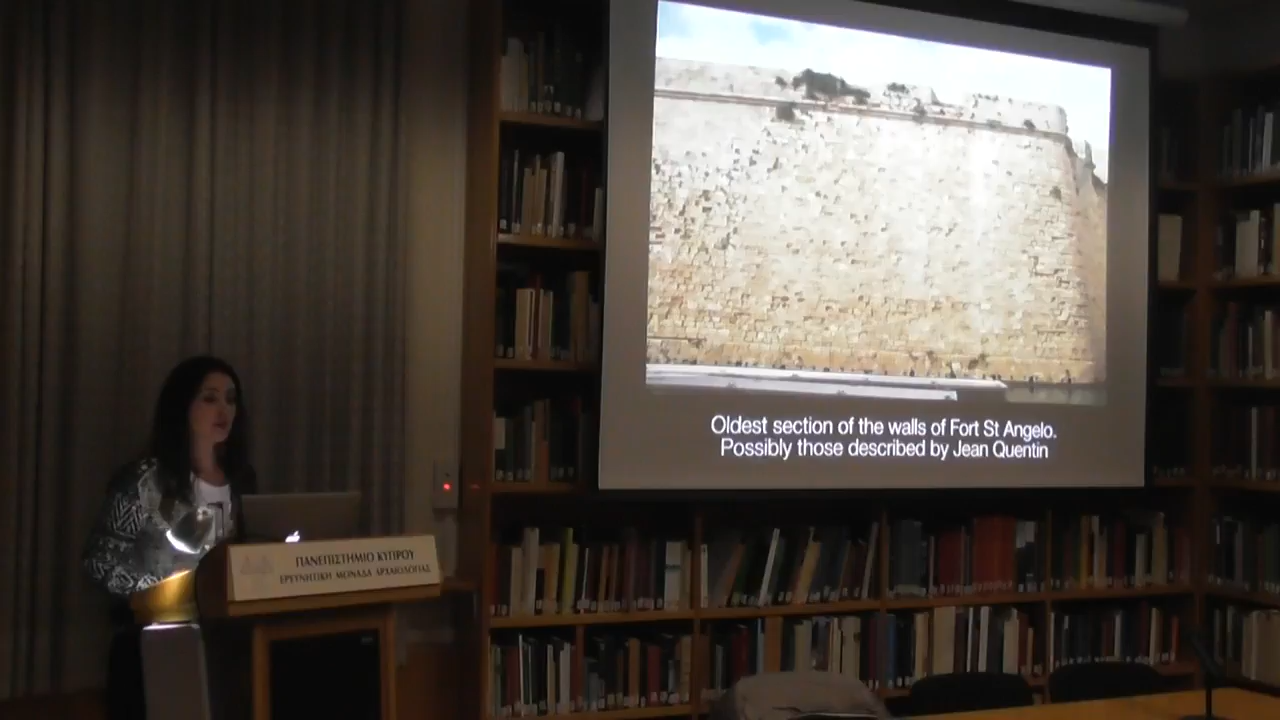 Oldest section of the walls of Fort St Angelo.
Possibly those described by Jean Quentin
ΠΑΝΕΠΙΣΤΗΜΙΟ ΚΥΠΡΟΥ
ΕΡΕΥΝΗΤΙΚΗ ΜΟΝΑΔΑ ΑΡΧΑΙΟΛΟΓΙΑΣ